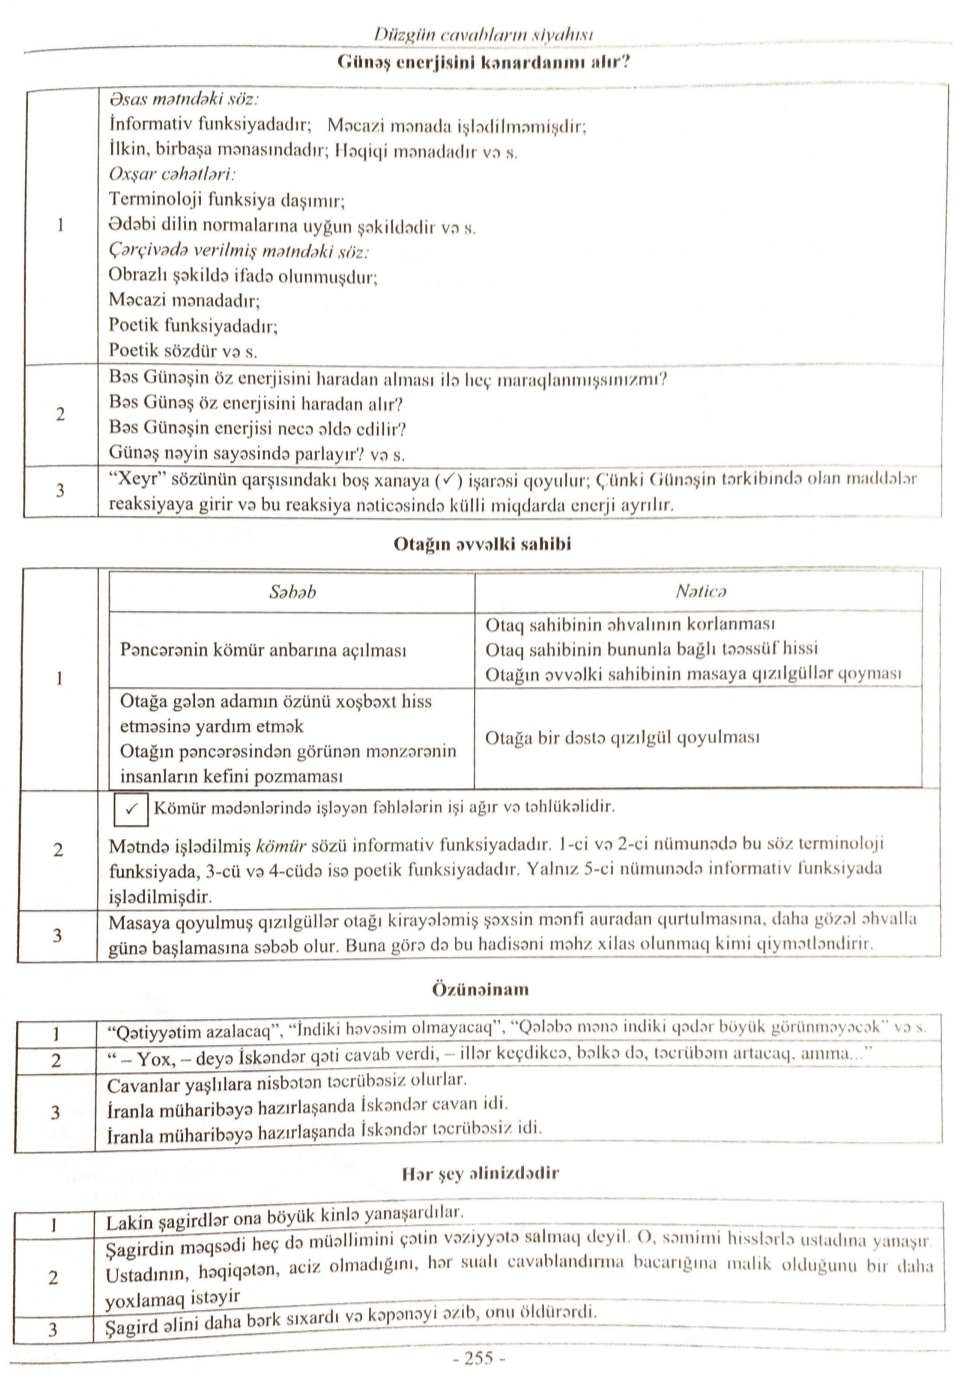 Düzgün cavabların siyahısı
Günəş enerjisini kənardanmı alır?
Əsas mətndəki söz:
İnformativ funksiyadadır; Məcazi mənada işlədilməmişdir;
İlkin, birbaşa mənasındadır; Həqiqi mənadadır və s.
Oxşar cəhətləri:
Terminoloji funksiya daşımır;
1
Ədəbi dilin normalarına uyğun şəkildədir və s.
Çərçivədə verilmiş mətndəki söz:
Obrazlı şəkildə ifadə olunmuşdur;
Məcazi mənadadır;
Poetik funksiyadadır;
Poetik sözdür və s.
2
Bəs Günəşin öz enerjisini haradan alması ilə heç maraqlanmışsınızmı?
Bəs Günəş öz enerjisini haradan alır?
Bəs Günəşin enerjisi necə əldə edilir?
Günəş nəyin sayəsində parlayır? və s.
3
“Xeyr” sözünün qarşısındakı boş xanaya (✓) işarəsi qoyulur; Çünki Günəşin tərkibində olan maddələr
reaksiyaya girir və bu reaksiya nəticəsində külli miqdarda enerji ayrılır.
Otağın əvvəlki sahibi
1
Səbəb
Nəticə
Pəncərənin kömür anbarına açılması
Otaq sahibinin əhvalının korlanması
Otaq sahibinin bununla bağlı təəssüf hissi
Otağın əvvəlki sahibinin masaya qızılgüllər qoyması
Otağa gələn adamın özünü xoşbəxt hiss
etməsinə yardım etmək
Otağın pəncərəsindən görünən mənzərənin
insanların kefini pozmaması
Otağa bir dəstə qızılgül qoyulması
2
✓ Kömür mədənlərində işləyən fəhlələrin işi ağır və təhlükəlidir.
Mətndə işlədilmiş kömür sözü informativ funksiyadadır. 1-ci və 2-ci nümunədə bu söz terminoloji
funksiyada, 3-cü və 4-cüdə isə poetik funksiyadadır. Yalnız 5-ci nümunədə informativ funksiyada
işlədilmişdir.
3
Masaya qoyulmuş qızılgüllər otağı kirayələmiş şəxsin mənfi auradan qurtulmasına, daha gözəl əhvalla
günə başlamasına səbəb olur. Buna görə də bu hadisəni məhz xilas olunmaq kimi qiymətləndirir.
Özünəinam
1
“Qətiyyətim azalacaq”, “İndiki həvəsim olmayacaq”, “Qələbə mənə indiki qədər böyük görünməyəcək” və s.
2
“ – Yox, – deyə İskəndər qəti cavab verdi, – illər keçdikcə, bəlkə də, təcrübəm artacaq, amma...”
3
Cavanlar yaşlılara nisbətən təcrübəsiz olurlar.
İranla müharibəyə hazırlaşanda İskəndər cavan idi.
İranla müharibəyə hazırlaşanda İskəndər təcrübəsiz idi.
Hər şey əlinizdədir
1
Lakin şagirdlər ona böyük kinlə yanaşardılar.
2
Şagirdin məqsədi heç də müəllimini çətin vəziyyətə salmaq deyil. O, səmimi hisslərlə ustadına yanaşır.
Ustadının, həqiqətən, aciz olmadığını, hər sualı cavablandırma bacarığına malik olduğunu bir daha
yoxlamaq istəyir
3
Şagird əlini daha bərk sıxardı və kəpənəyi əzib, onu öldürərdi.
- 255 -